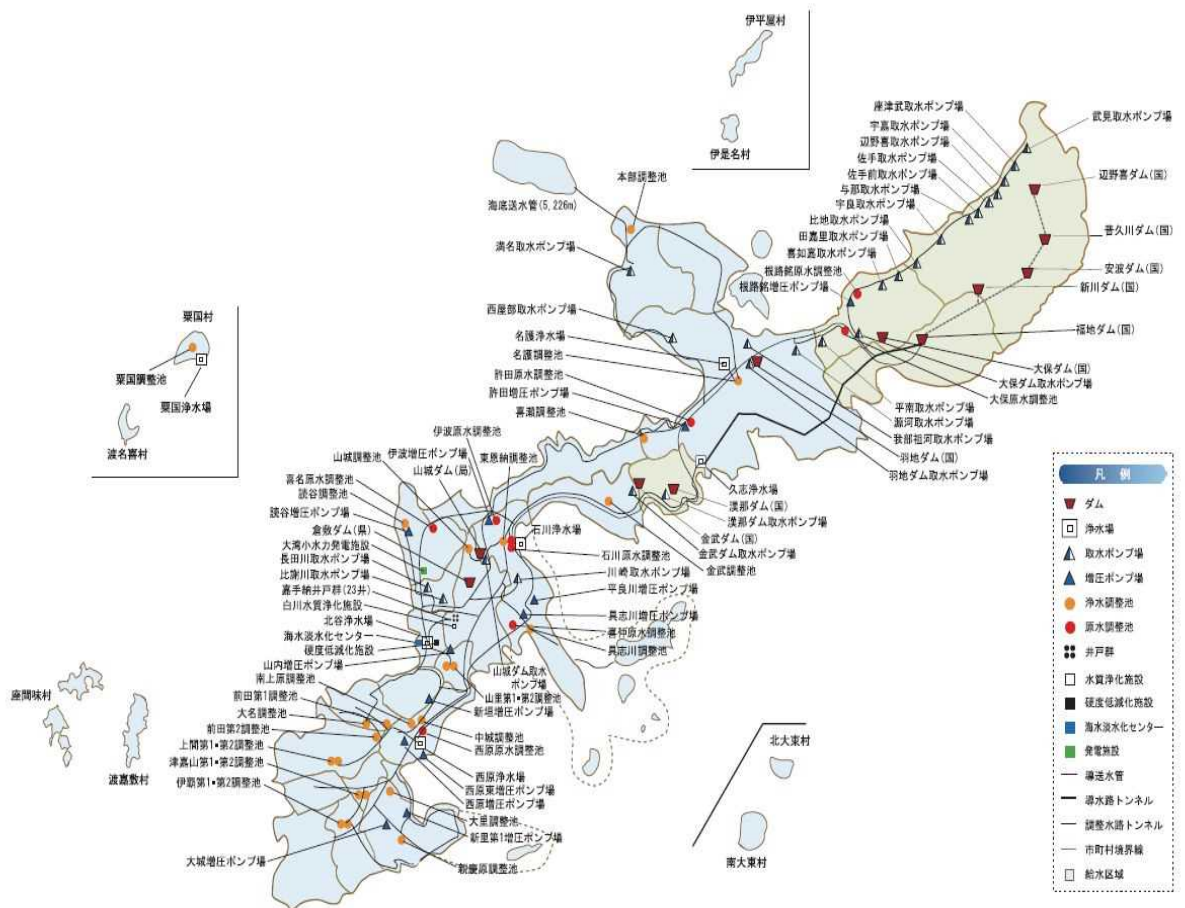 伊平屋村
伊是名村
座津武取水ポンプ場
宇嘉取水ポンプ場
辺野喜取水ポンプ場
佐手取水ポンプ場
佐手前取水ポンプ場
与那取水ポンプ場
宇良取水ポンプ場
比地取水ポンプ場
田嘉里取水ポンプ場
喜如嘉取水ポンプ場
根路銘原水調整池
根路銘増圧ポンプ場
武見取水ポンプ場
辺野喜ダム(国)
普久川ダム(国)
安波ダム(国)
新川ダム(国)
福地ダム(国)
大保ダム(国)
大保ダム取水ポンプ場
大保原水調整池
平南取水ポンプ場
源河取水ポンプ場
我部祖河取水ポンプ場
羽地ダム(国)
羽地ダム取水ポンプ場
本部調整池
海底送水管(5,226m)
満名取水ポンプ場
西屋部取水ポンプ場
名護浄水場
名護調整池
許田原水調整池
許田増圧ポンプ場
喜瀬調整池
久志浄水場
漢那ダム(国)
漢那ダム取水ポンプ場
金武ダム(国)
金武ダム取水ポンプ場
金武調整池
粟国村
粟国調整池
粟国浄水場
渡名喜村
伊波原水調整池
伊波増圧ポンプ場
東恩納調整池
山城調整池
山城ダム(局)
喜名原水調整池
読谷調整池
読谷増圧ポンプ場
倉敷ダム(県)
大湾小水力発電施設
長田川取水ポンプ場
比謝川取水ポンプ場
嘉手納井戸群(23井)
白川水質浄化施設
北谷浄水場
海水淡水化センター
硬度低減化施設
山内増圧ポンプ場
南上原調整池
前田第1調整池
大名調整池
前田第2調整池
上間第1・第2調整池
津嘉山第1・第2調整池
伊覇第1・第2調整池
大城増圧ポンプ場
石川浄水場
石川原水調整池
川崎取水ポンプ場
平良川増圧ポンプ場
具志川増圧ポンプ場
喜仲原水調整池
具志川調整池
山城ダム取水
ポンプ場
山里第1・第2調整池
新垣増圧ポンプ場
中城調整池
西原原水調整池
西原浄水場
西原東増圧ポンプ場
西原増圧ポンプ場
大里調整池
新里第1増圧ポンプ場
親慶原調整池
座間味村
渡嘉敷村
北大東村
南大東村
凡例
ダム
浄水場
取水ポンプ場
増圧ポンプ場
浄水調整池
原水調整池
井戸群
水質浄化施設
硬度低減化施設
海水淡水化センター
発電施設
導送水管
導水路トンネル
調整水路トンネル
市町村境界線
給水区域